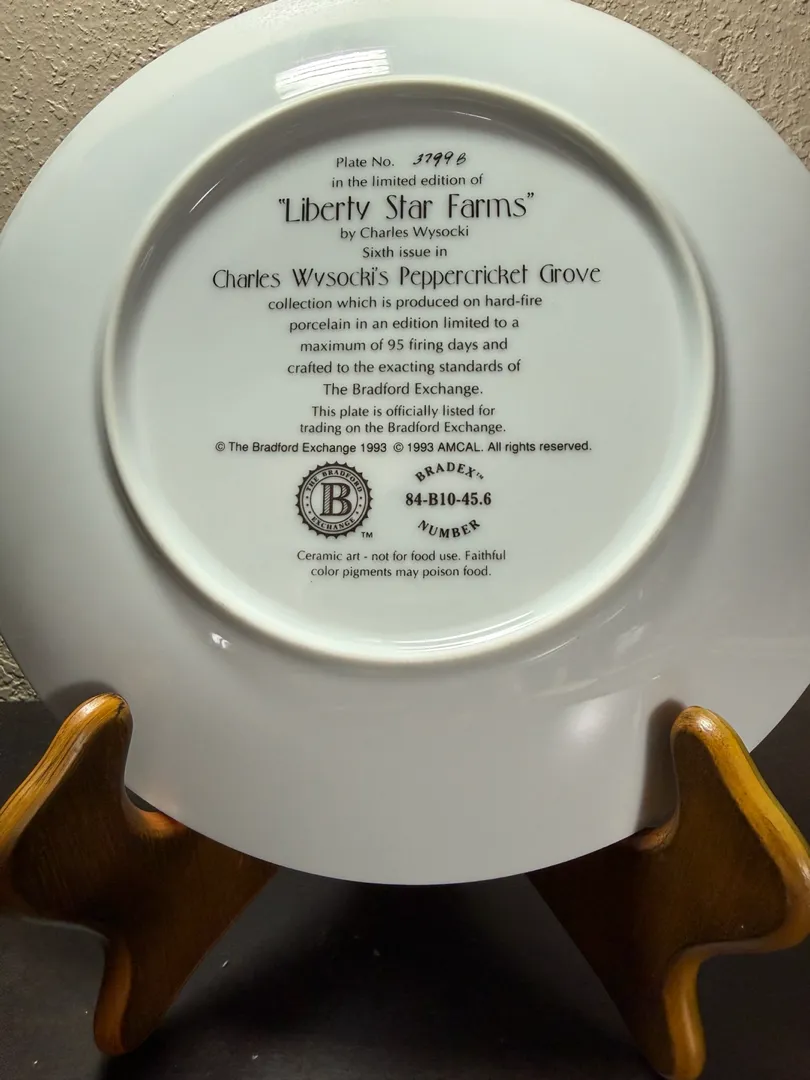 Plate No. 3799B
in the limited edition of
"Liberty Star Farms"
by Charles Wysocki
Sixth issue in
Charles Wysocki's Peppercricket Grove
collection which is produced on hard-fire
porcelain in an edition limited to a
maximum of 95 firing days and
crafted to the exacting standards of
The Bradford Exchange.
This plate is officially listed for
trading on the Bradford Exchange.
© The Bradford Exchange 1993 © 1993 AMCAL. All rights reserved.
THE BRADFORD
B
EXCHANGE
TM
BRADEX™
84-B10-45.6
NUMBER
Ceramic art - not for food use. Faithful
color pigments may poison food.